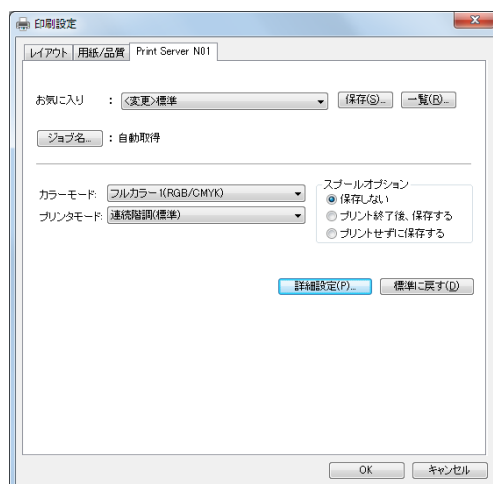 印刷設定
レイアウト 用紙/品質 Print Server N01
お気に入り : <変更>標準 保存(S)... 一覧(R)...
ジョブ名... : 自動取得
カラーモード: フルカラー1(RGB/CMYK)
プリンタモード: 連続階調(標準)
スプールオプション
保存しない
プリント終了後、保存する
プリントせずに保存する
詳細設定(P)... 標準に戻す(D)
OK キャンセル